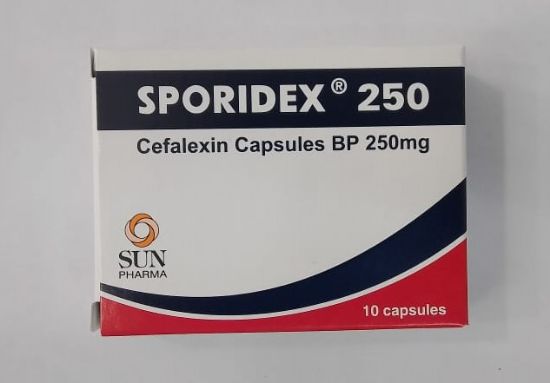 SPORIDEX® 250
Cefalexin Capsules BP 250mg
SUN
PHARMA
10 capsules